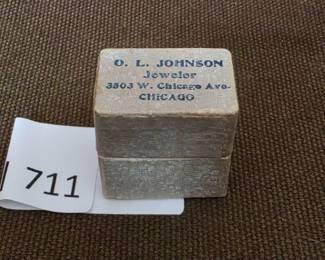 O. L. JOHNSON
Jeweler
3803 W. Chicago Ave.
CHICAGO
711